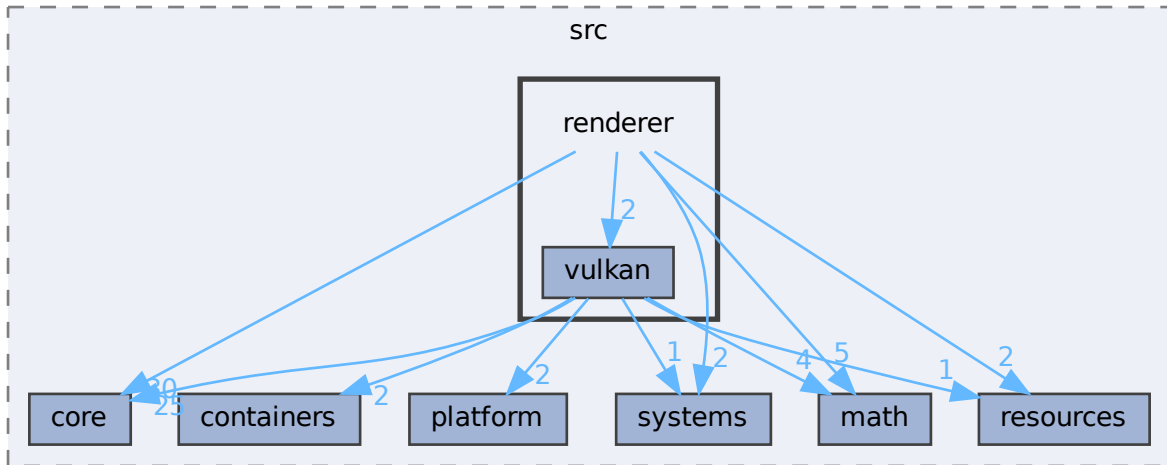 src
renderer
2
vulkan
30
25
2
2
1
2
4
5
1
2
core
containers
platform
systems
math
resources